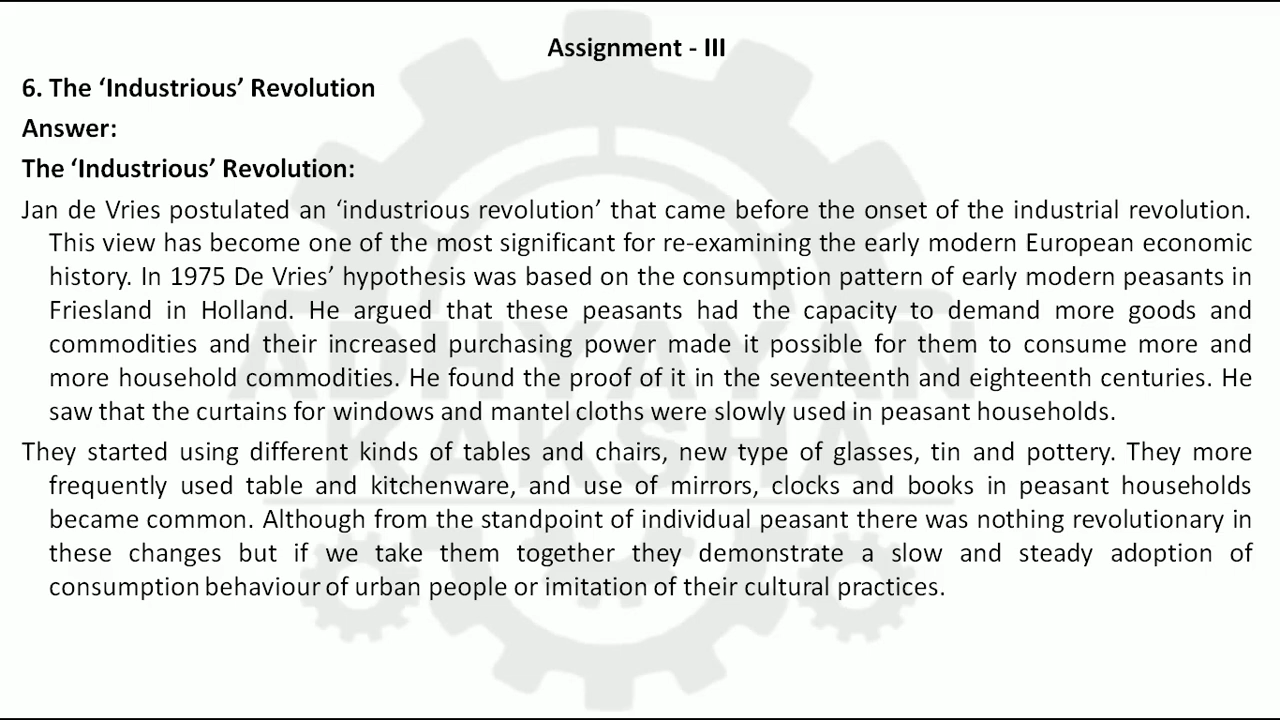 Assignment - III
6. The ‘Industrious’ Revolution
Answer:
The ‘Industrious’ Revolution:
Jan de Vries postulated an ‘industrious revolution’ that came before the onset of the industrial revolution.
This view has become one of the most significant for re-examining the early modern European economic
history. In 1975 De Vries’ hypothesis was based on the consumption pattern of early modern peasants in
Friesland in Holland. He argued that these peasants had the capacity to demand more goods and
commodities and their increased purchasing power made it possible for them to consume more and
more household commodities. He found the proof of it in the seventeenth and eighteenth centuries. He
saw that the curtains for windows and mantel cloths were slowly used in peasant households.
They started using different kinds of tables and chairs, new type of glasses, tin and pottery. They more
frequently used table and kitchenware, and use of mirrors, clocks and books in peasant households
became common. Although from the standpoint of individual peasant there was nothing revolutionary in
these changes but if we take them together they demonstrate a slow and steady adoption of
consumption behaviour of urban people or imitation of their cultural practices.
ADHYAYAN
KAKSHA